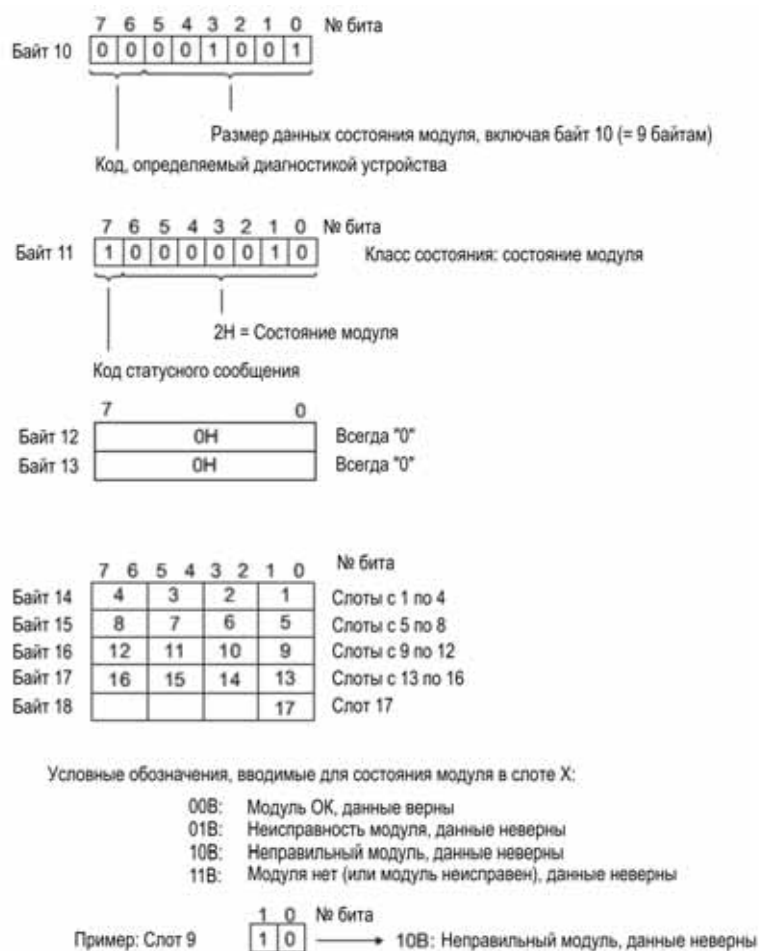 7 6 5 4 3 2 1 0 № бита
Байт 10 0 0 0 0 1 0 0 1
Размер данных состояния модуля, включая байт 10 (= 9 байтам)
Код, определяемый диагностикой устройства
7 6 5 4 3 2 1 0 № бита
Байт 11 1 0 0 0 0 0 1 0 Класс состояния: состояние модуля
2H = Состояние модуля
Код статусного сообщения
7 0
Байт 12 0H Всегда "0"
Байт 13 0H Всегда "0"
7 6 5 4 3 2 1 0 № бита
Байт 14 4 3 2 1 Слоты с 1 по 4
Байт 15 8 7 6 5 Слоты с 5 по 8
Байт 16 12 11 10 9 Слоты с 9 по 12
Байт 17 16 15 14 13 Слоты с 13 по 16
Байт 18 17 Слот 17
Условные обозначения, вводимые для состояния модуля в слоте X:
00B: Модуль ОК, данные верны
01B: Неисправность модуля, данные неверны
10B: Неправильный модуль, данные неверны
11B: Модуля нет (или модуль неисправен), данные неверны
1 0 № бита
Пример: Слот 9 1 0 10B: Неправильный модуль, данные неверны